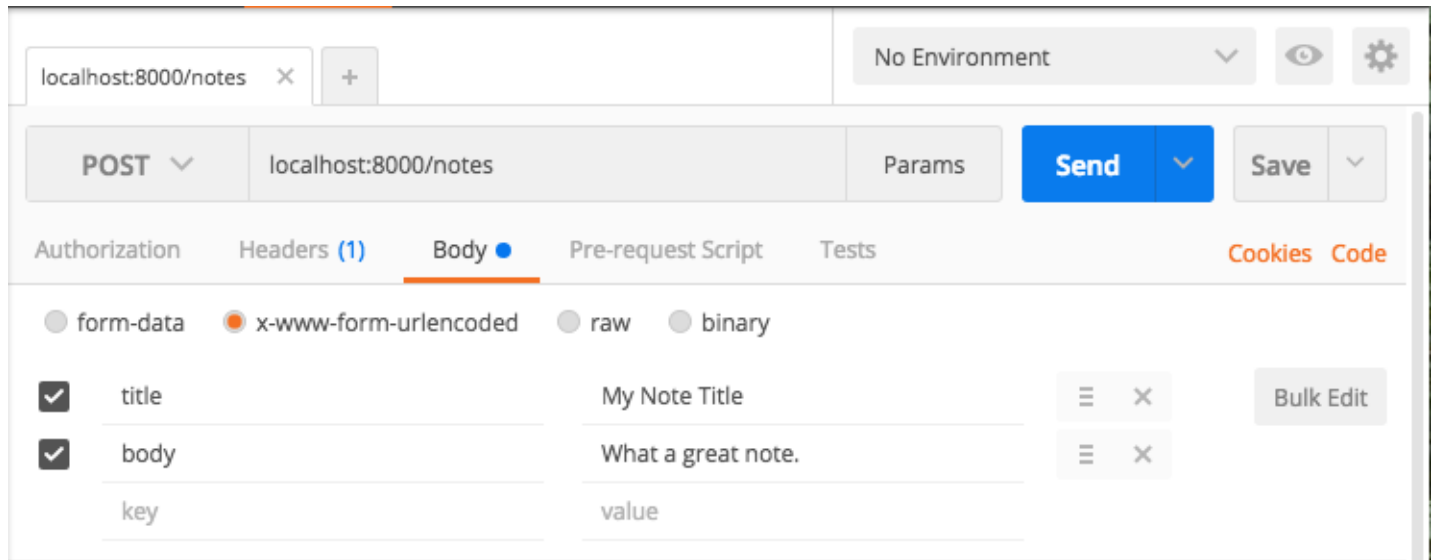 localhost:8000/notes
No Environment
POST localhost:8000/notes Params Send Save
Authorization Headers (1) Body Pre-request Script Tests Cookies Code
form-data x-www-form-urlencoded raw binary
title My Note Title Bulk Edit
body What a great note.
key value